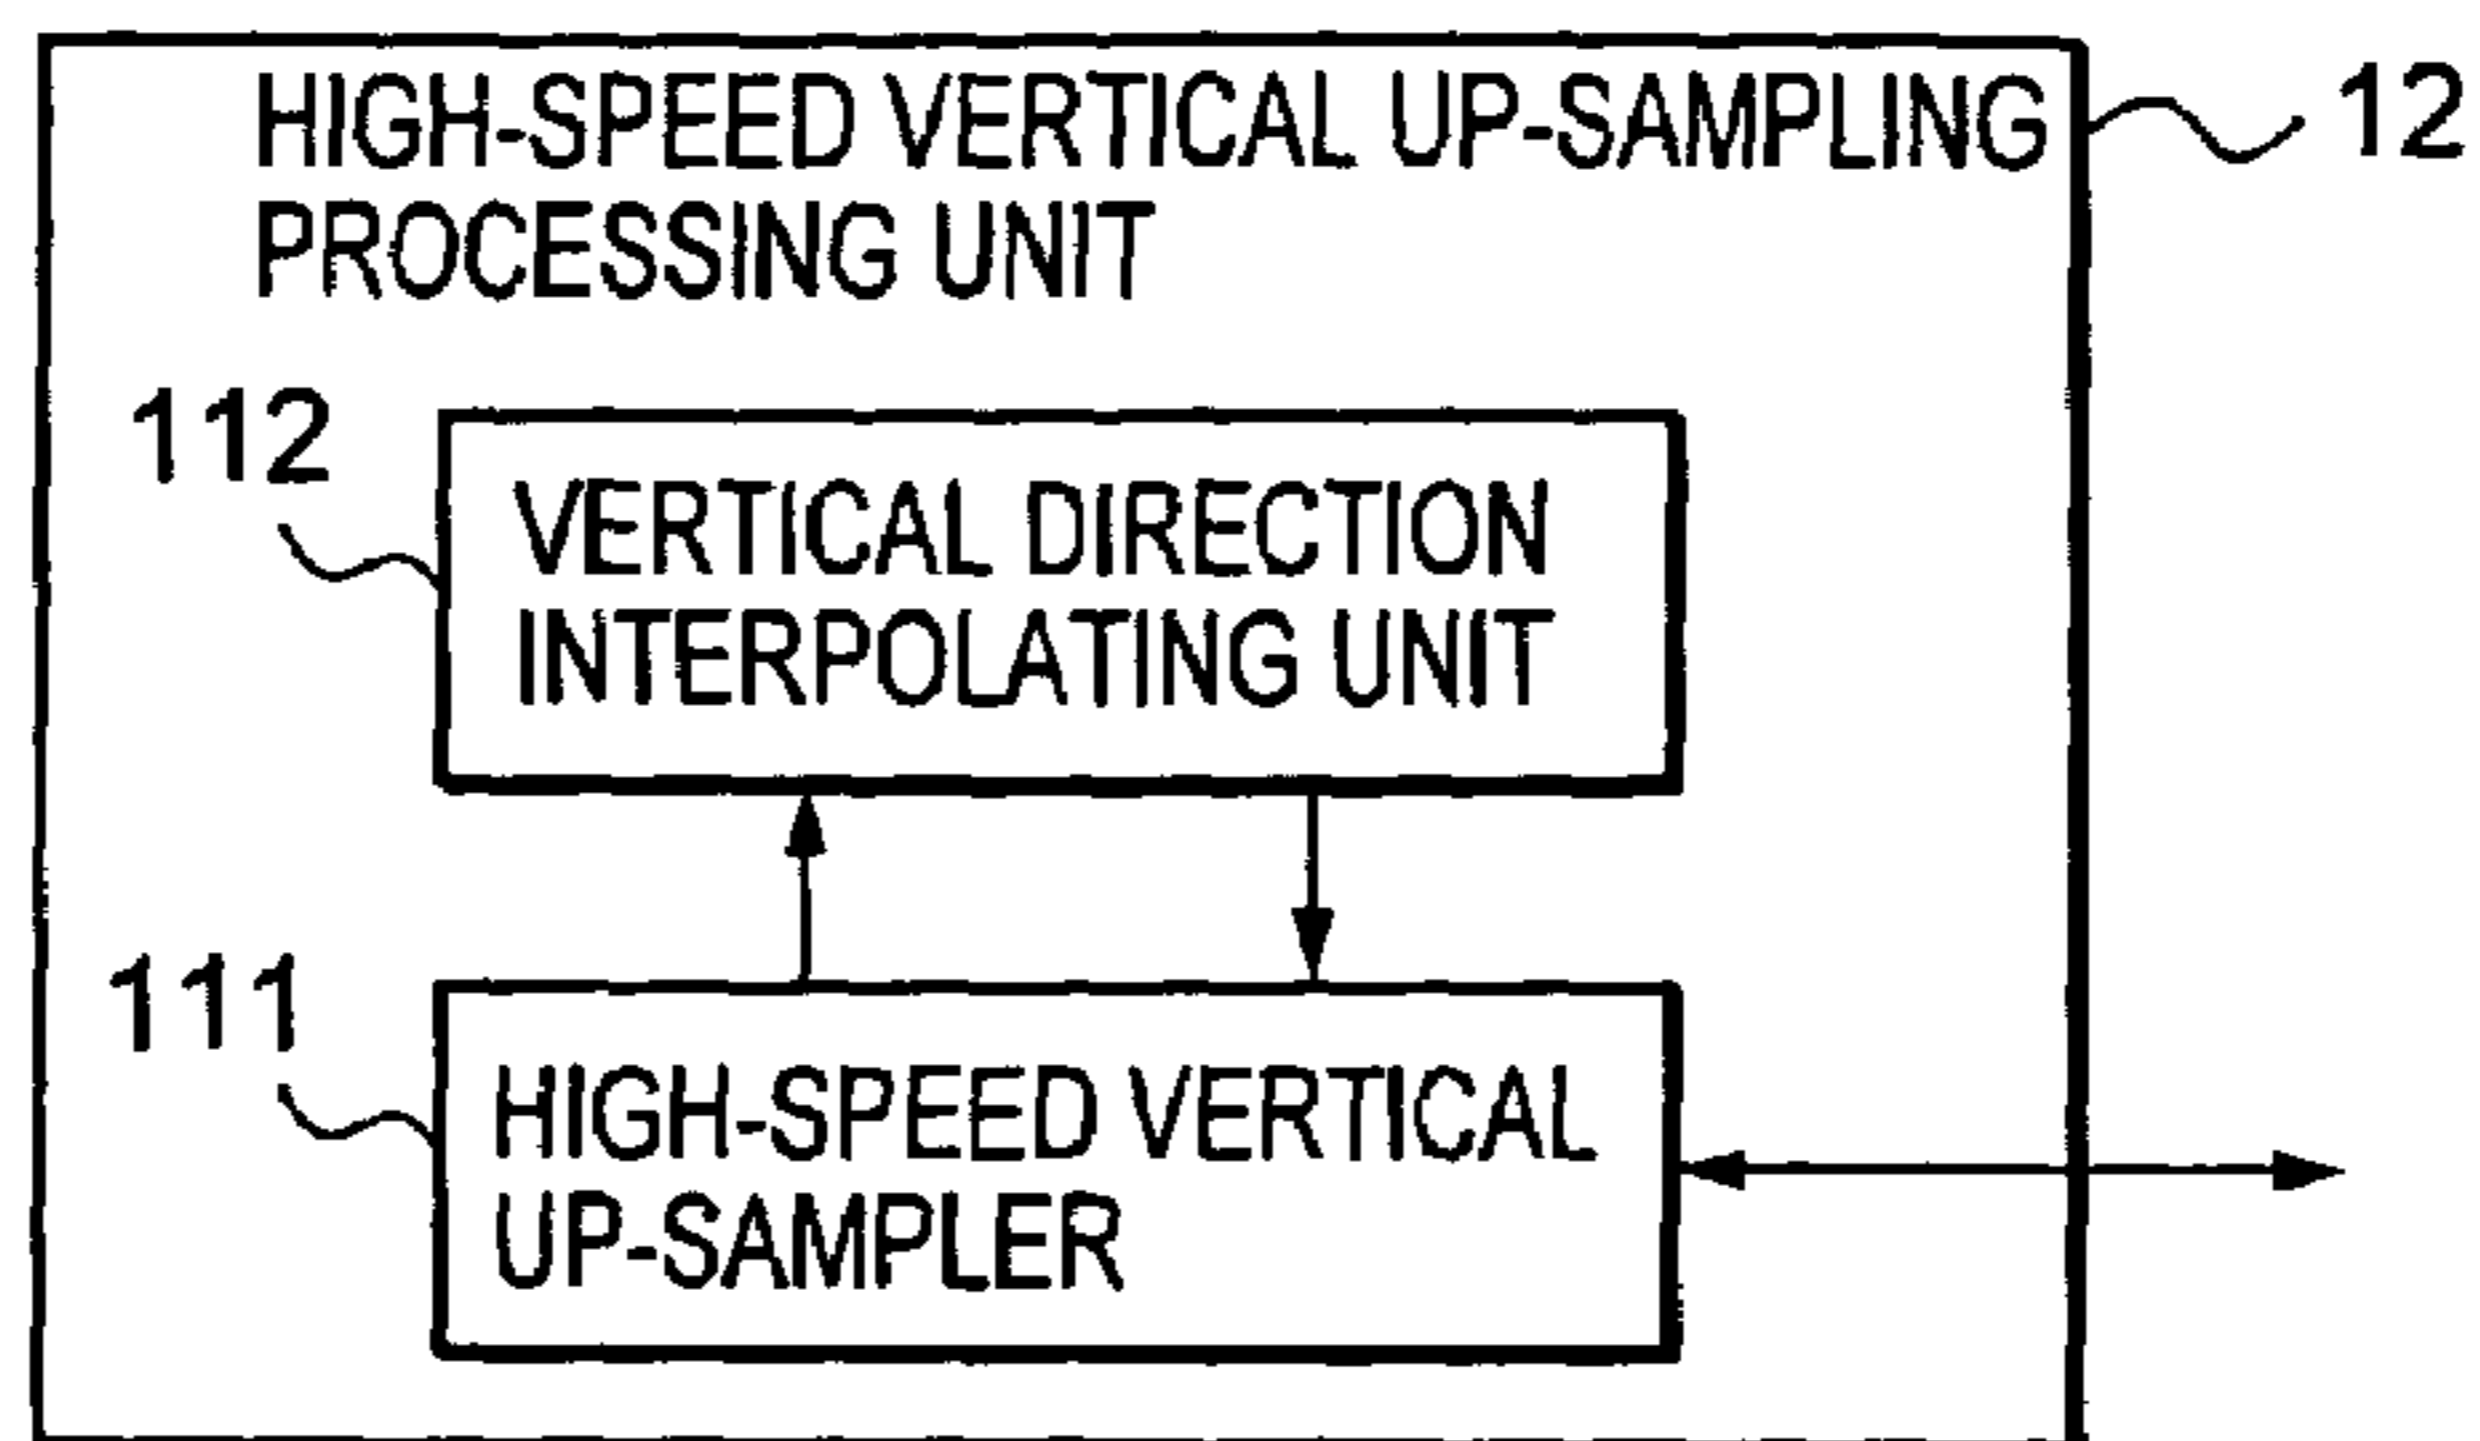 HIGH-SPEED VERTICAL UP-SAMPLING
PROCESSING UNIT
12
112
VERTICAL DIRECTION
INTERPOLATING UNIT
111
HIGH-SPEED VERTICAL
UP-SAMPLER